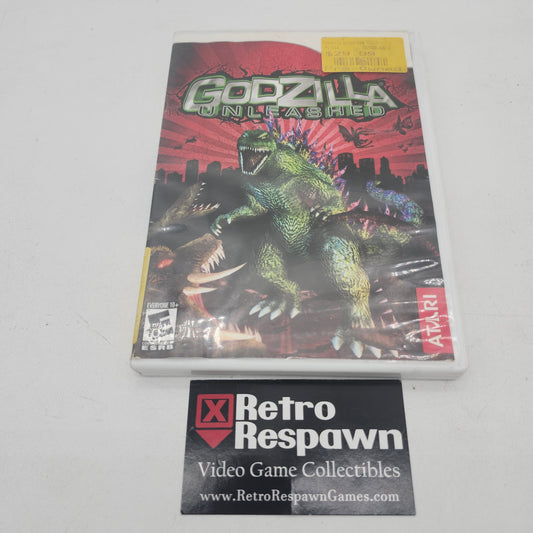 GODZILLA
UNLEASHED
EVERYONE 10+
ESRB
ATARI
X Retro
Respawn
Video Game Collectibles
www.RetroRespawnGames.com